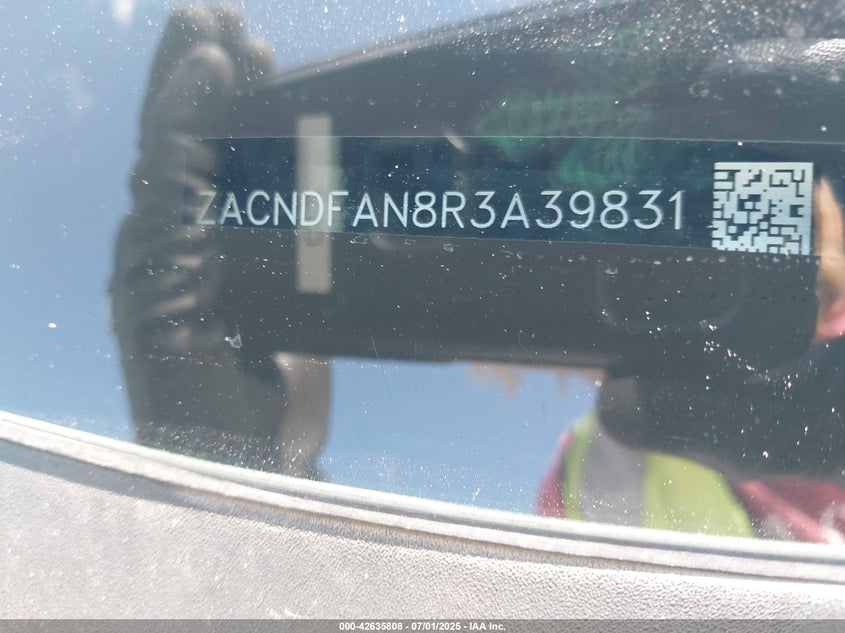 ZACNDFAN8R3A39831
000-42635808 - 07/01/2025 - IAA Inc.